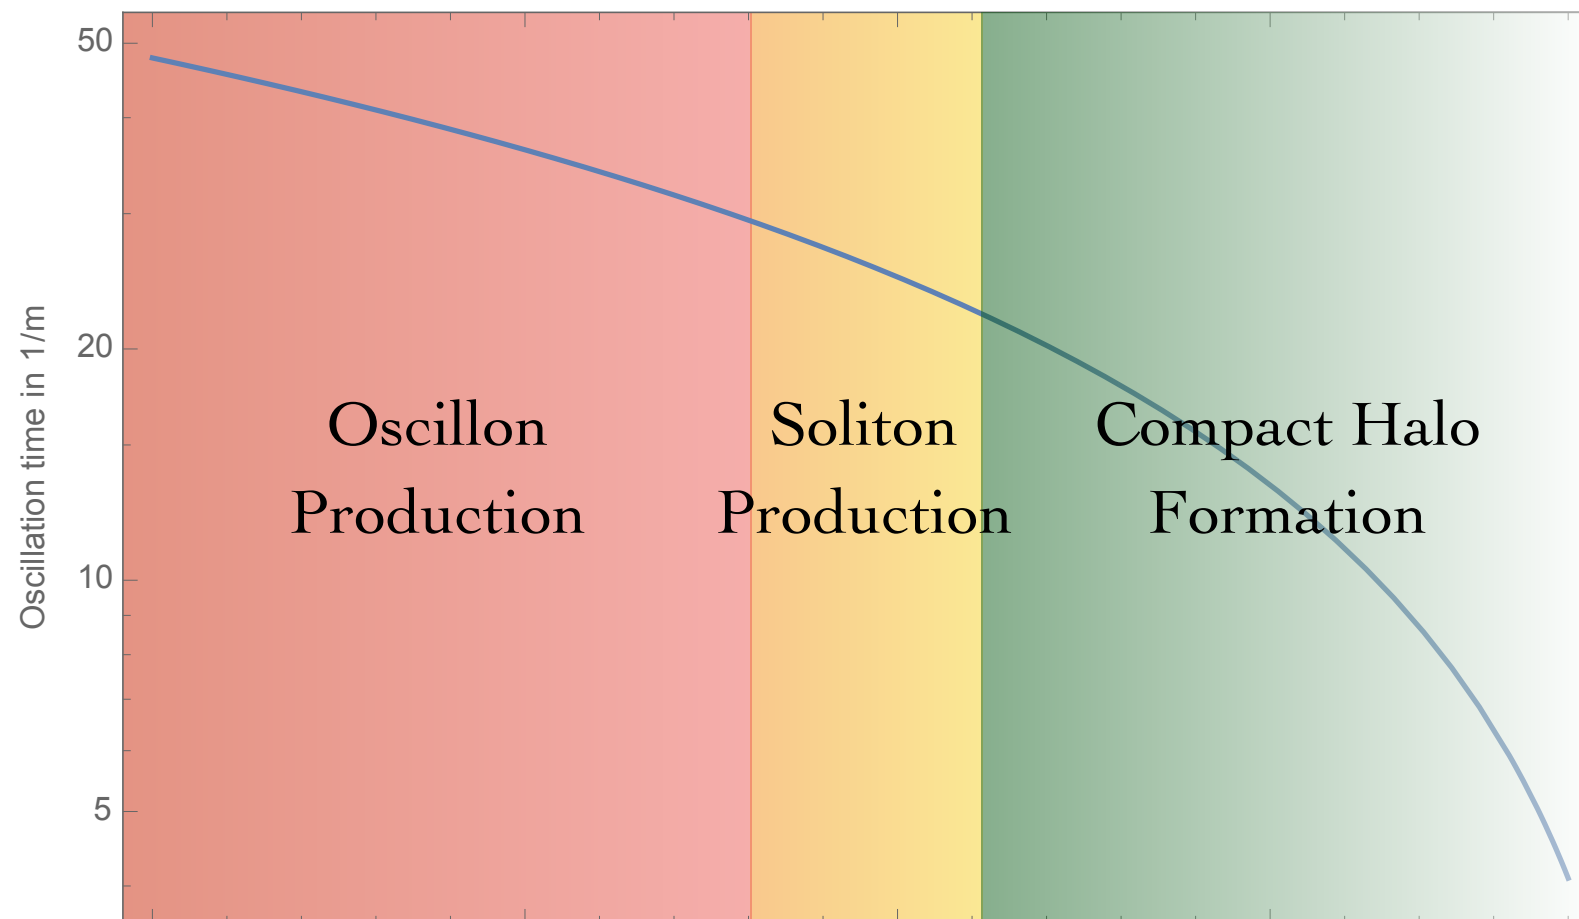 50
20
10
5
Oscillation time in 1/m
Oscillon
Production
Soliton
Production
Compact Halo
Formation